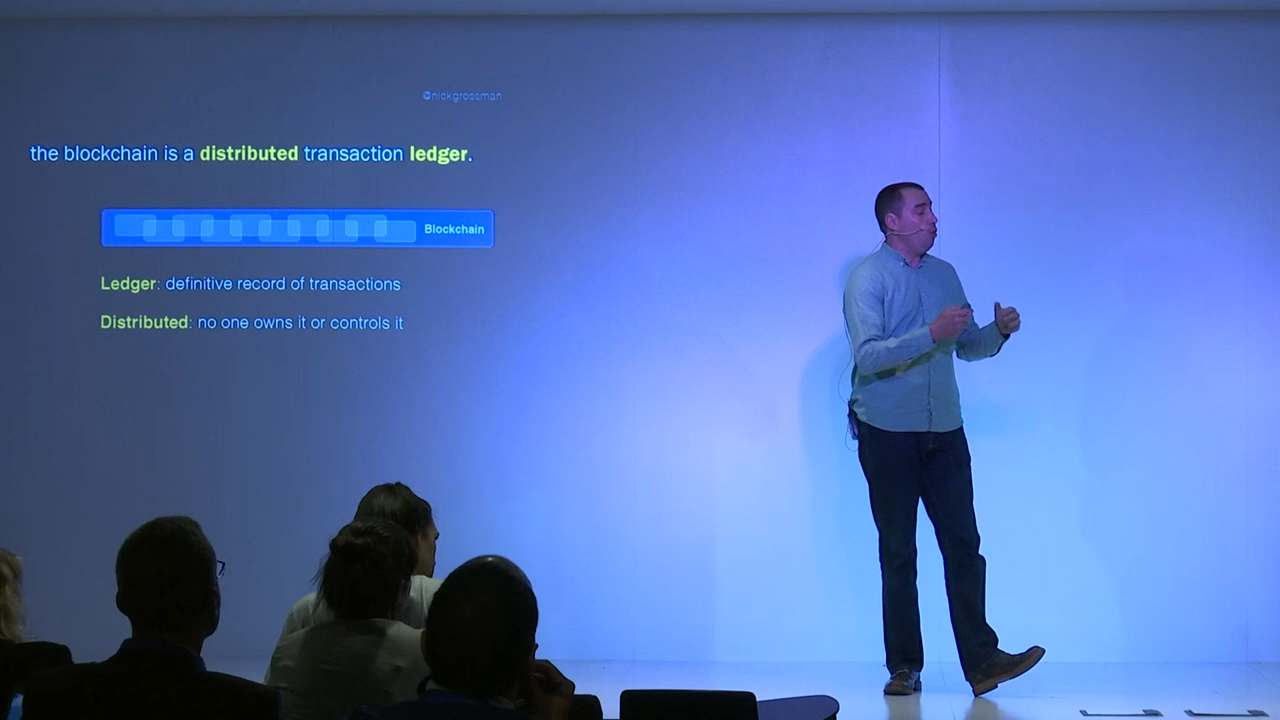 @nickgrossman
the blockchain is a distributed transaction ledger.
Blockchain
Ledger: definitive record of transactions
Distributed: no one owns it or controls it